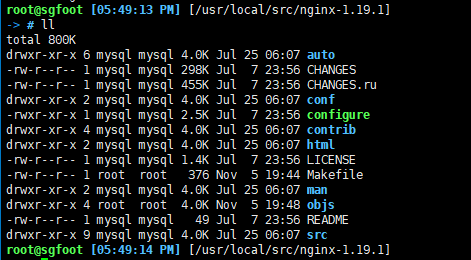 root@sgfoot [05:49:13 PM] [/usr/local/src/nginx-1.19.1]
-> # ll
total 800K
drwxr-xr-x 6 mysql mysql 4.0K Jul 25 06:07 auto
-rw-r--r-- 1 mysql mysql 298K Jul  7 23:56 CHANGES
-rw-r--r-- 1 mysql mysql 455K Jul  7 23:56 CHANGES.ru
drwxr-xr-x 2 mysql mysql 4.0K Jul 25 06:07 conf
-rwxr-xr-x 1 mysql mysql 2.5K Jul  7 23:56 configure
drwxr-xr-x 4 mysql mysql 4.0K Jul 25 06:07 contrib
drwxr-xr-x 2 mysql mysql 4.0K Jul 25 06:07 html
-rw-r--r-- 1 mysql mysql 1.4K Jul  7 23:56 LICENSE
-rw-r--r-- 1 root  root   376 Nov  5 19:44 Makefile
drwxr-xr-x 2 mysql mysql 4.0K Jul 25 06:07 man
drwxr-xr-x 4 root  root  4.0K Nov  5 19:48 objs
-rw-r--r-- 1 mysql mysql   49 Jul  7 23:56 README
drwxr-xr-x 9 mysql mysql 4.0K Jul 25 06:07 src
root@sgfoot [05:49:14 PM] [/usr/local/src/nginx-1.19.1]